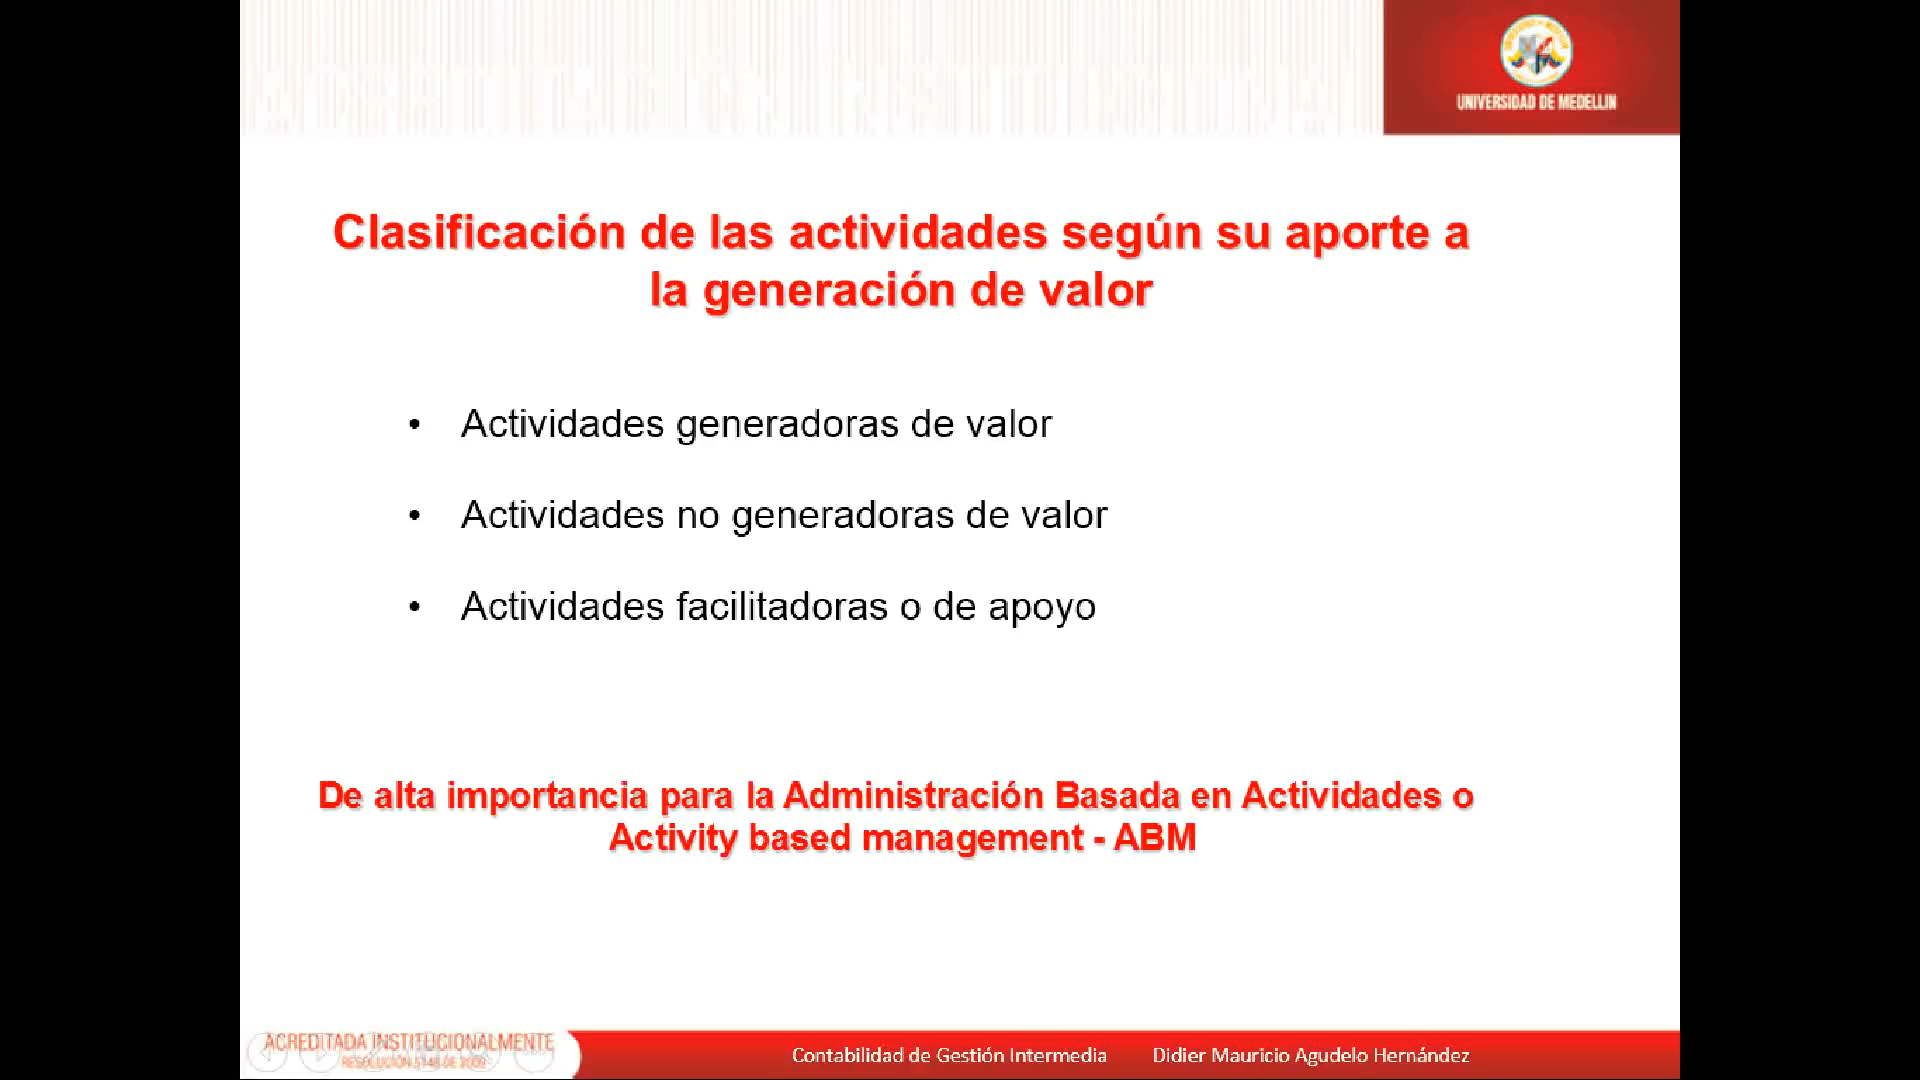 UNIVERSIDAD DE MEDELLIN
Clasificación de las actividades según su aporte a
la generación de valor
• Actividades generadoras de valor
• Actividades no generadoras de valor
• Actividades facilitadoras o de apoyo
De alta importancia para la Administración Basada en Actividades o
Activity based management - ABM
ACREDITADA INSTITUCIONALMENTE
Contabilidad de Gestión Intermedia Didier Mauricio Agudelo Hernández